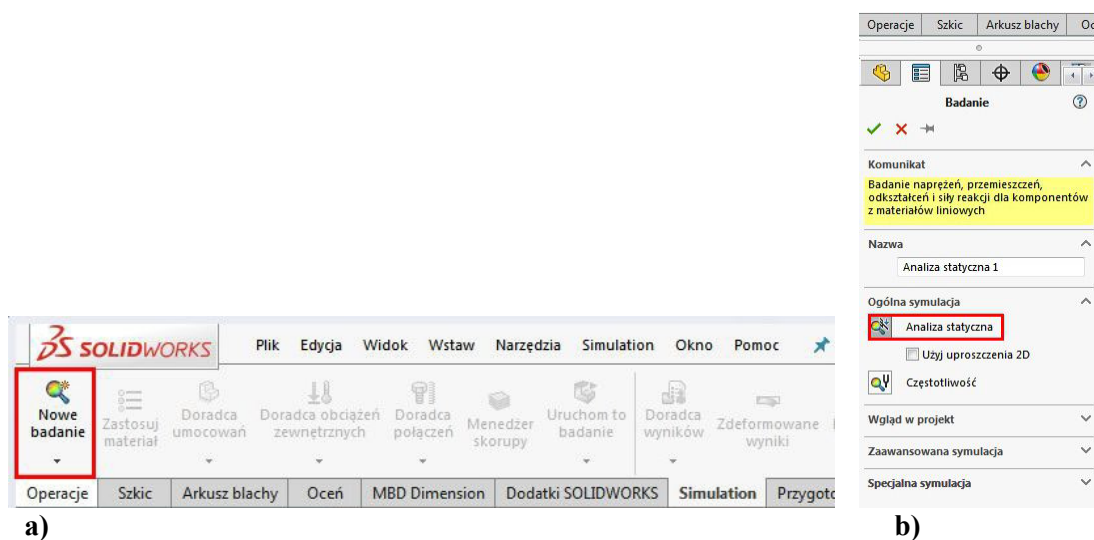 SOLIDWORKS Plik Edycja Widok Wstaw Narzędzia Simulation Okno Pomoc
Nowe badanie
Zastosuj materiał
Doradca umocowań
Doradca obciążeń zewnętrznych
Doradca połączeń
Menedżer skorupy
Uruchom to badanie
Doradca wyników
Zdeformowane wyniki
Operacje Szkic Arkusz blachy Oceń MBD Dimension Dodatki SOLIDWORKS Simulation Przygoto
a)
Operacje Szkic Arkusz blachy Oc
Badanie
Komunikat
Badanie naprężeń, przemieszczeń,
odkształceń i siły reakcji dla komponentów
z materiałów liniowych
Nazwa
Analiza statyczna 1
Ogólna symulacja
Analiza statyczna
Użyj uproszczenia 2D
Częstotliwość
Wgląd w projekt
Zaawansowana symulacja
Specjalna symulacja
b)